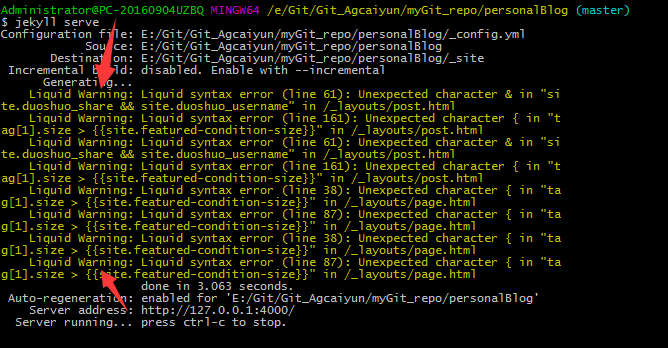 Administrator@PC-20160904UZBQ MINGW64 /e/Git/Git_Agcaiyun/myGit_repo/personalBlog (master)
$ jekyll serve
Configuration file: E:/Git/Git_Agcaiyun/myGit_repo/personalBlog/_config.yml
Source: E:/Git/Git_Agcaiyun/myGit_repo/personalBlog
Destination: E:/Git/Git_Agcaiyun/myGit_repo/personalBlog/_site
Incremental build: disabled. Enable with --incremental
Generating...
Liquid Warning: Liquid syntax error (line 61): Unexpected character & in "si
te.duoshuo_share && site.duoshuo_username" in /_layouts/post.html
Liquid Warning: Liquid syntax error (line 161): Unexpected character { in "t
ag[1].size > {{site.featured-condition-size}}" in /_layouts/post.html
Liquid Warning: Liquid syntax error (line 61): Unexpected character & in "si
te.duoshuo_share && site.duoshuo_username" in /_layouts/post.html
Liquid Warning: Liquid syntax error (line 161): Unexpected character { in "t
ag[1].size > {{site.featured-condition-size}}" in /_layouts/post.html
Liquid Warning: Liquid syntax error (line 38): Unexpected character { in "ta
g[1].size > {{site.featured-condition-size}}" in /_layouts/page.html
Liquid Warning: Liquid syntax error (line 87): Unexpected character { in "ta
g[1].size > {{site.featured-condition-size}}" in /_layouts/page.html
Liquid Warning: Liquid syntax error (line 38): Unexpected character { in "ta
g[1].size > {{site.featured-condition-size}}" in /_layouts/page.html
Liquid Warning: Liquid syntax error (line 87): Unexpected character { in "ta
g[1].size > {{site.featured-condition-size}}" in /_layouts/page.html
done in 3.063 seconds.
Auto-regeneration: enabled for 'E:/Git/Git_Agcaiyun/myGit_repo/personalBlog'
Server address: http://127.0.0.1:4000/
Server running... press ctrl-c to stop.